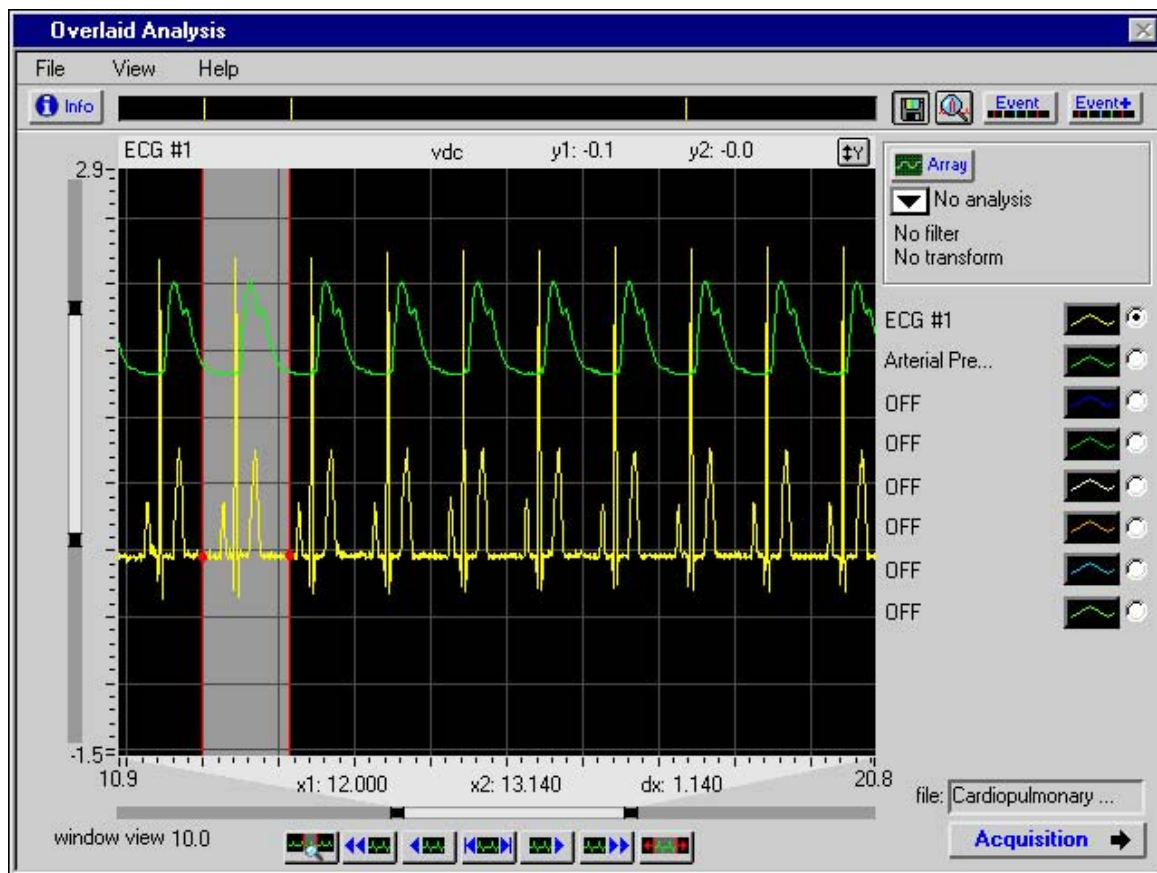 Overlaid Analysis
File View Help
Info Event Event+
ECG #1 vdc y1: -0.1 y2: -0.0 Y
2.9
-1.5
10.9 20.8
x1: 12.000 x2: 13.140 dx: 1.140
window view 10.0
Array
No analysis
No filter
No transform
ECG #1
Arterial Pre...
OFF
OFF
OFF
OFF
OFF
OFF
file: Cardiopulmonary ...
Acquisition